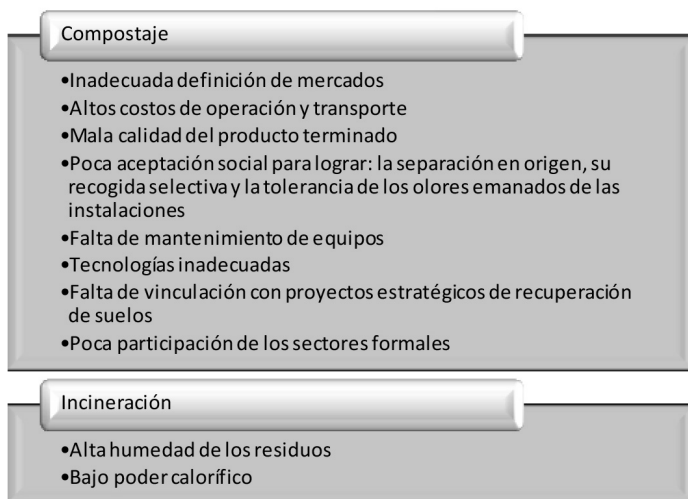 Compostaje
•Inadecuada definición de mercados
•Altos costos de operación y transporte
•Mala calidad del producto terminado
•Poca aceptación social para lograr: la separación en origen, su
recogida selectiva y la tolerancia de los olores emanados de las
instalaciones
•Falta de mantenimiento de equipos
•Tecnologías inadecuadas
•Falta de vinculación con proyectos estratégicos de recuperación
de suelos
•Poca participación de los sectores formales
Incineración
•Alta humedad de los residuos
•Bajo poder calorífico